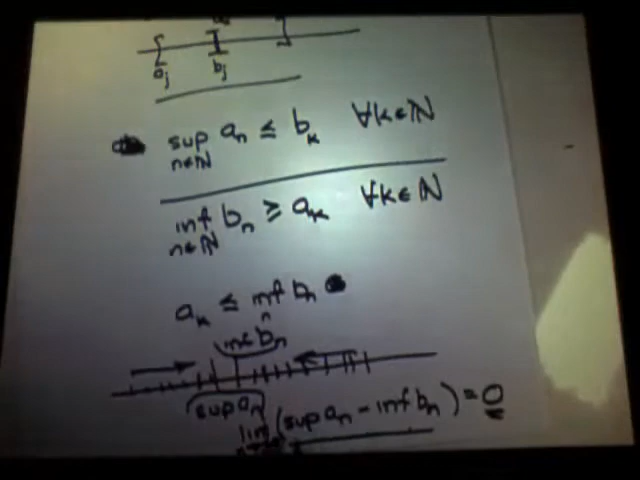 a_j b_j
sup a_n ≤ b_k ∀k∈ℕ
n∈ℕ
inf b_n ≥ a_k ∀k∈ℕ
n∈ℕ
a_k ≤ inf b_n
n
inf b_n
sup a_n
lim (sup a_n − inf b_n) = 0